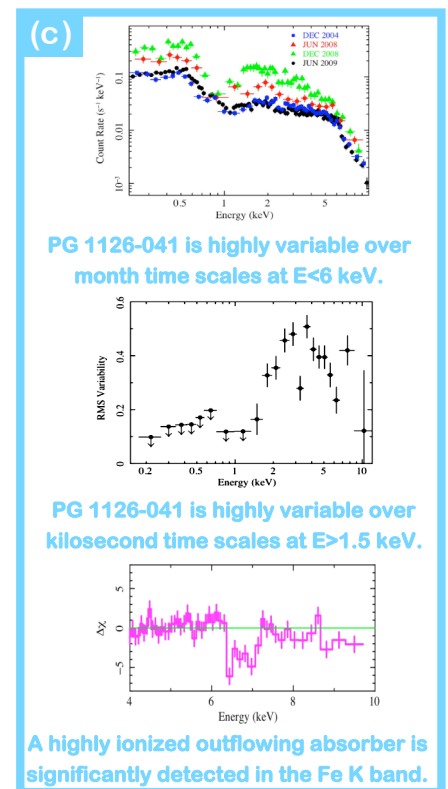 (c)
DEC 2004
JUN 2008
DEC 2008
JUN 2009
Count Rate (s⁻¹ keV⁻¹)
0.1
0.01
10⁻³
0.5 1 2 5
Energy (keV)
PG 1126-041 is highly variable over
month time scales at E<6 keV.
RMS Variability
0.6
0.4
0.2
0
0.2 0.5 1 2 5 10
Energy (keV)
PG 1126-041 is highly variable over
kilosecond time scales at E>1.5 keV.
Δχ
5
0
−5
4 6 8 10
Energy (keV)
A highly ionized outflowing absorber is
significantly detected in the Fe K band.